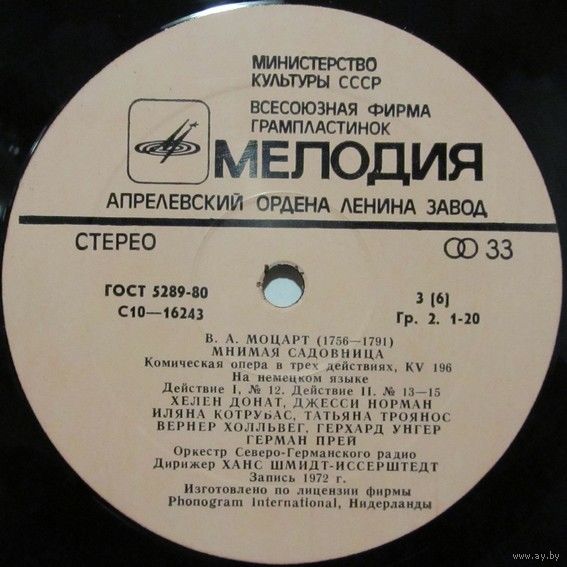 МИНИСТЕРСТВО
КУЛЬТУРЫ СССР
ВСЕСОЮЗНАЯ ФИРМА
ГРАМПЛАСТИНОК
МЕЛОДИЯ
АПРЕЛЕВСКИЙ ОРДЕНА ЛЕНИНА ЗАВОД
СТЕРЕО 33
ГОСТ 5289-80 3 (6)
С10—16243 Гр. 2. 1-20
В. А. МОЦАРТ (1756—1791)
МНИМАЯ САДОВНИЦА
Комическая опера в трех действиях, KV 196
На немецком языке
Действие I, № 12. Действие II. № 13—15
ХЕЛЕН ДОНАТ, ДЖЕССИ НОРМАН
ИЛЯНА КОТРУБАС, ТАТЬЯНА ТРОЯНОС
ВЕРНЕР ХОЛЛЬВЕГ, ГЕРХАРД УНГЕР
ГЕРМАН ПРЕЙ
Оркестр Северо-Германского радио
Дирижер ХАНС ШМИДТ-ИССЕРШТЕДТ
Запись 1972 г.
Изготовлено по лицензии фирмы
Phonogram International, Нидерланды
www.ay.by